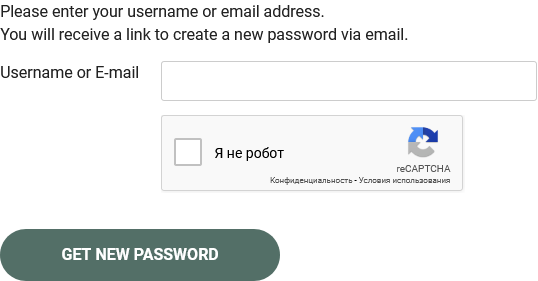 Please enter your username or email address.
You will receive a link to create a new password via email.
Username or E-mail
Я не робот
reCAPTCHA
Конфиденциальность - Условия использования
GET NEW PASSWORD